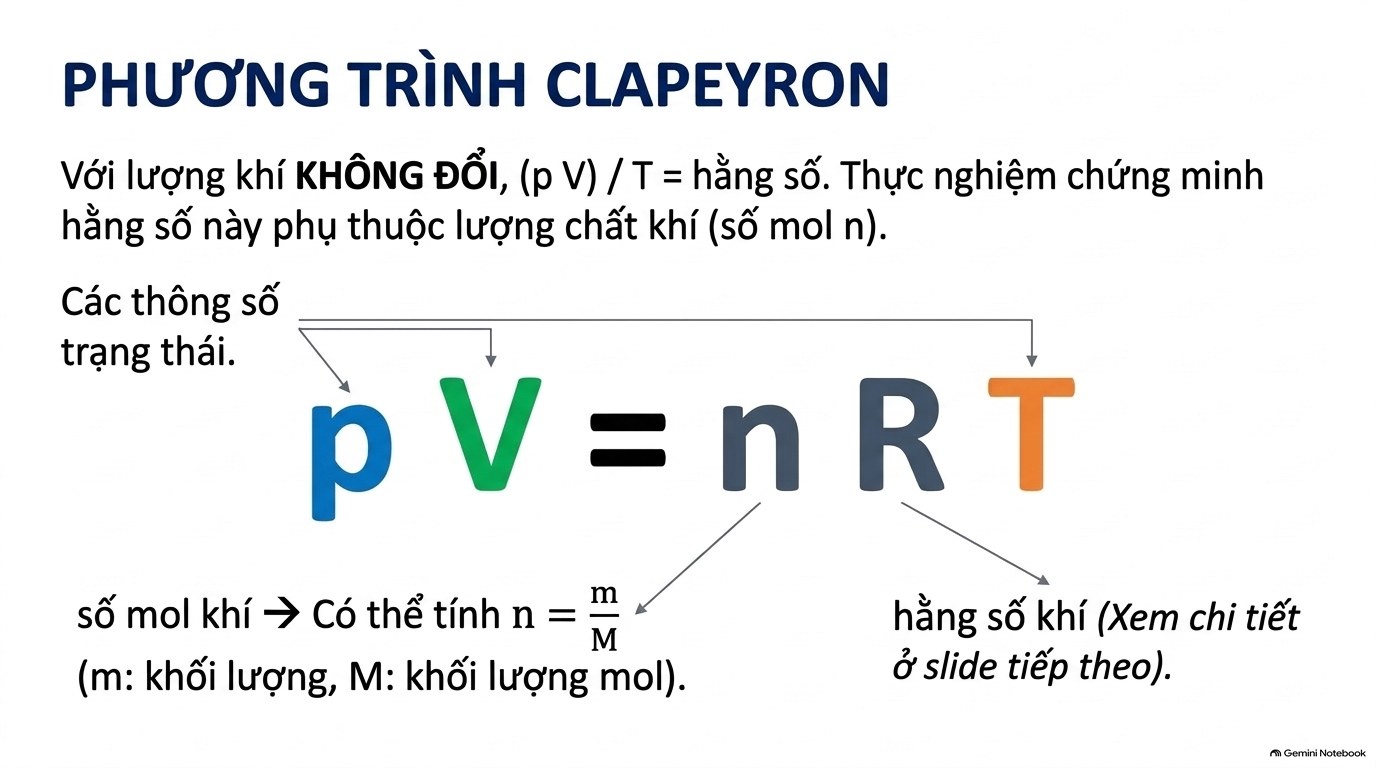 PHƯƠNG TRÌNH CLAPEYRON
Với lượng khí KHÔNG ĐỔI, (p V) / T = hằng số. Thực nghiệm chứng minh
hằng số này phụ thuộc lượng chất khí (số mol n).
Các thông số
trạng thái.
p V = n R T
số mol khí → Có thể tính n = m/M
(m: khối lượng, M: khối lượng mol).
hằng số khí (Xem chi tiết
ở slide tiếp theo).
Gemini Notebook